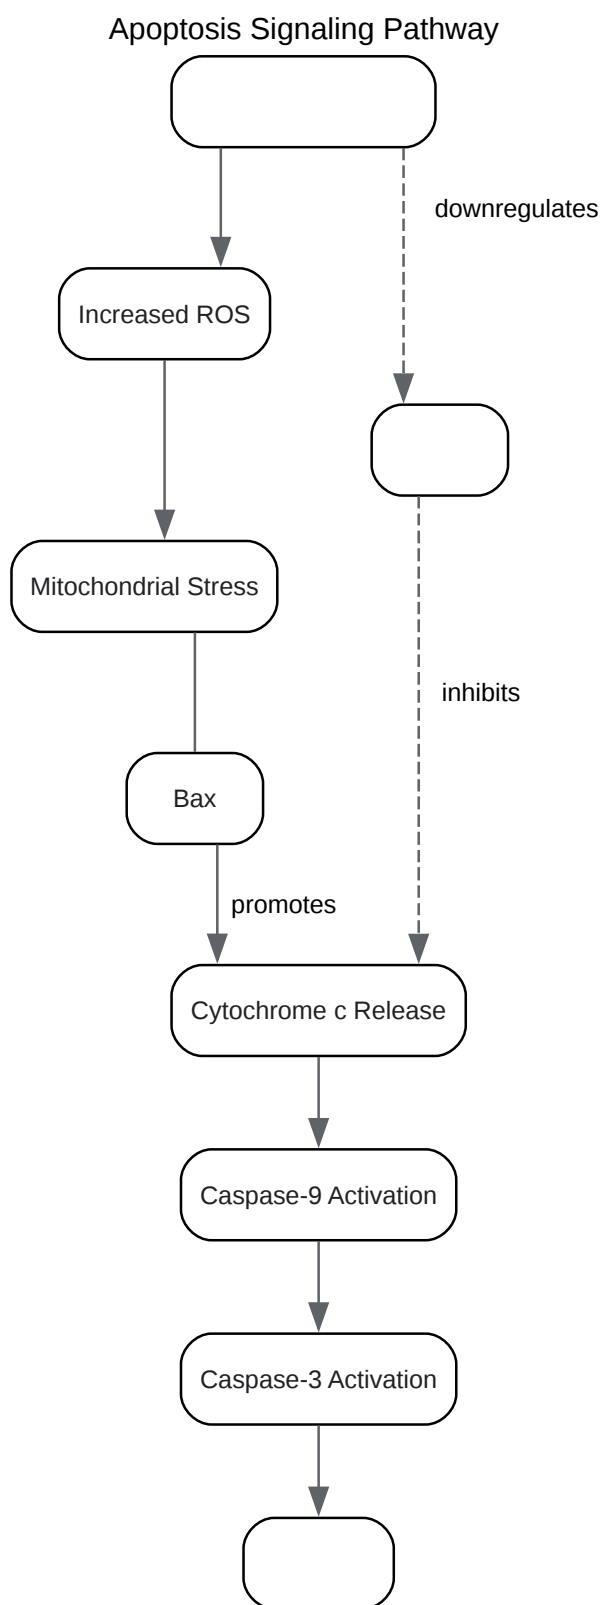 Apoptosis Signaling Pathway
downregulates
Increased ROS
Mitochondrial Stress
inhibits
Bax
promotes
Cytochrome c Release
Caspase-9 Activation
Caspase-3 Activation